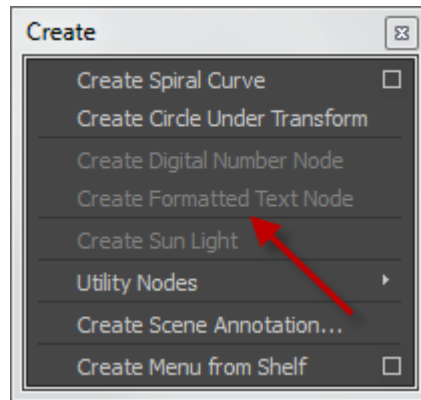 Create
Create Spiral Curve
Create Circle Under Transform
Create Digital Number Node
Create Formatted Text Node
Create Sun Light
Utility Nodes
Create Scene Annotation...
Create Menu from Shelf